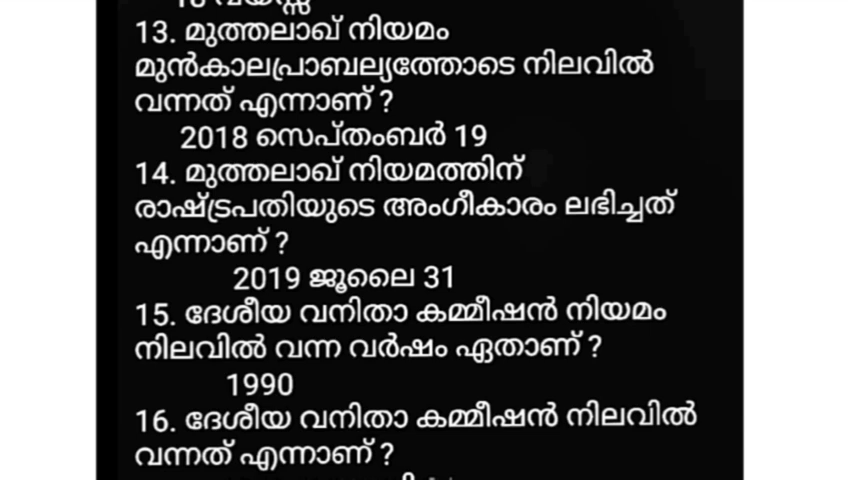 18 വയസ്സ്
13. മുത്തലാഖ് നിയമം
മുൻകാലപ്രാബല്യത്തോടെ നിലവിൽ
വന്നത് എന്നാണ് ?
2018 സെപ്തംബർ 19
14. മുത്തലാഖ് നിയമത്തിന്
രാഷ്ട്രപതിയുടെ അംഗീകാരം ലഭിച്ചത്
എന്നാണ് ?
2019 ജൂലൈ 31
15. ദേശീയ വനിതാ കമ്മീഷൻ നിയമം
നിലവിൽ വന്ന വർഷം ഏതാണ് ?
1990
16. ദേശീയ വനിതാ കമ്മീഷൻ നിലവിൽ
വന്നത് എന്നാണ് ?